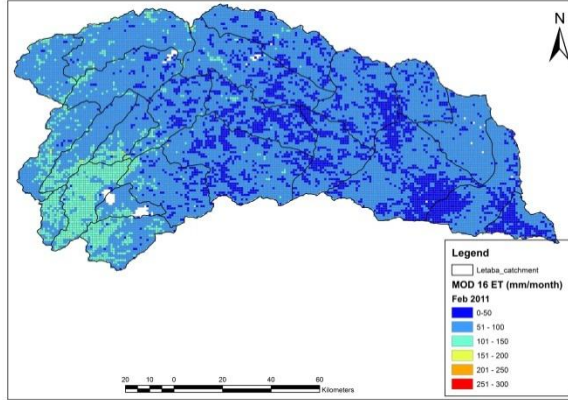 N
Legend
Letaba_catchment
MOD 16 ET (mm/month)
Feb 2011
0-50
51 - 100
101 - 150
151 - 200
201 - 250
251 - 300
20 10 0 20 40 60
Kilometers